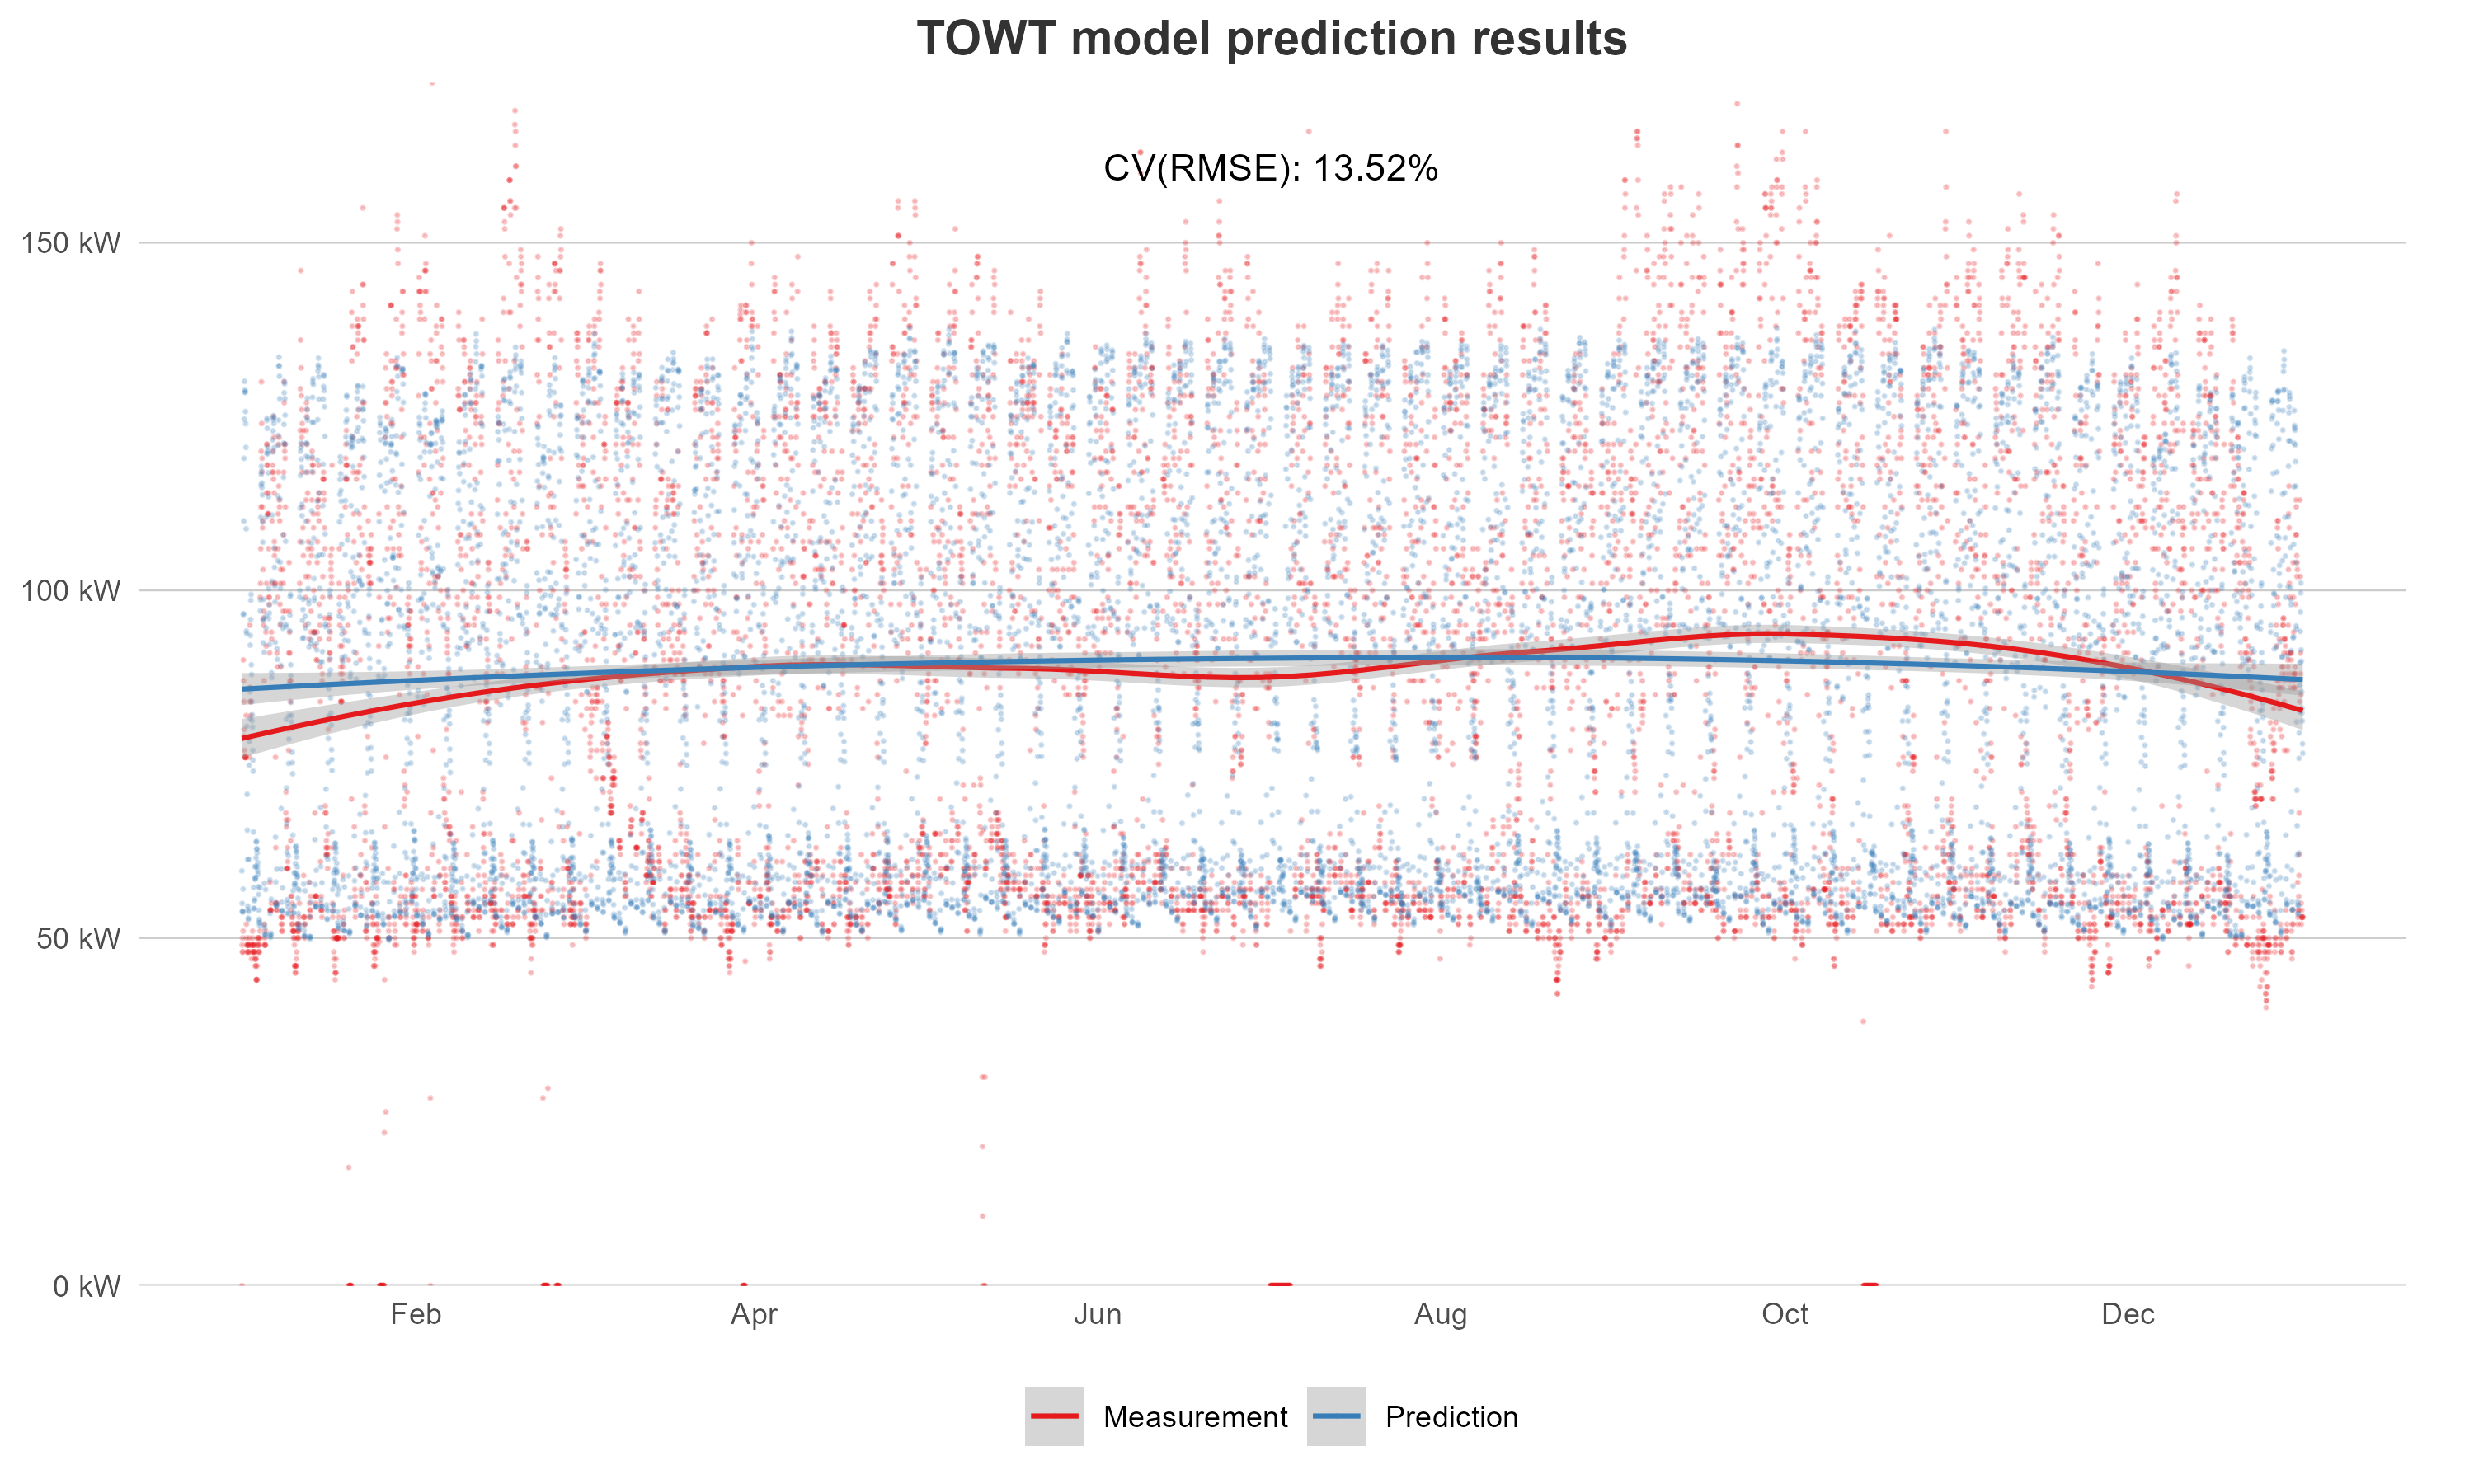 TOWT model prediction results
CV(RMSE): 13.52%
150 kW
100 kW
50 kW
0 kW
Feb Apr Jun Aug Oct Dec
Measurement Prediction